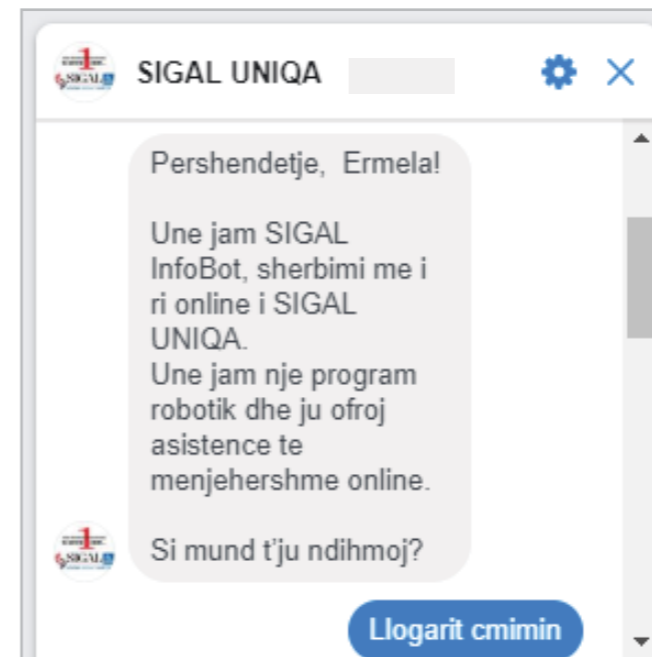 SIGAL UNIQA
Pershendetje, Ermela!
Une jam SIGAL
InfoBot, sherbimi me i
ri online i SIGAL
UNIQA.
Une jam nje program
robotik dhe ju ofroj
asistence te
menjehershme online.
Si mund t'ju ndihmoj?
Llogarit cmimin